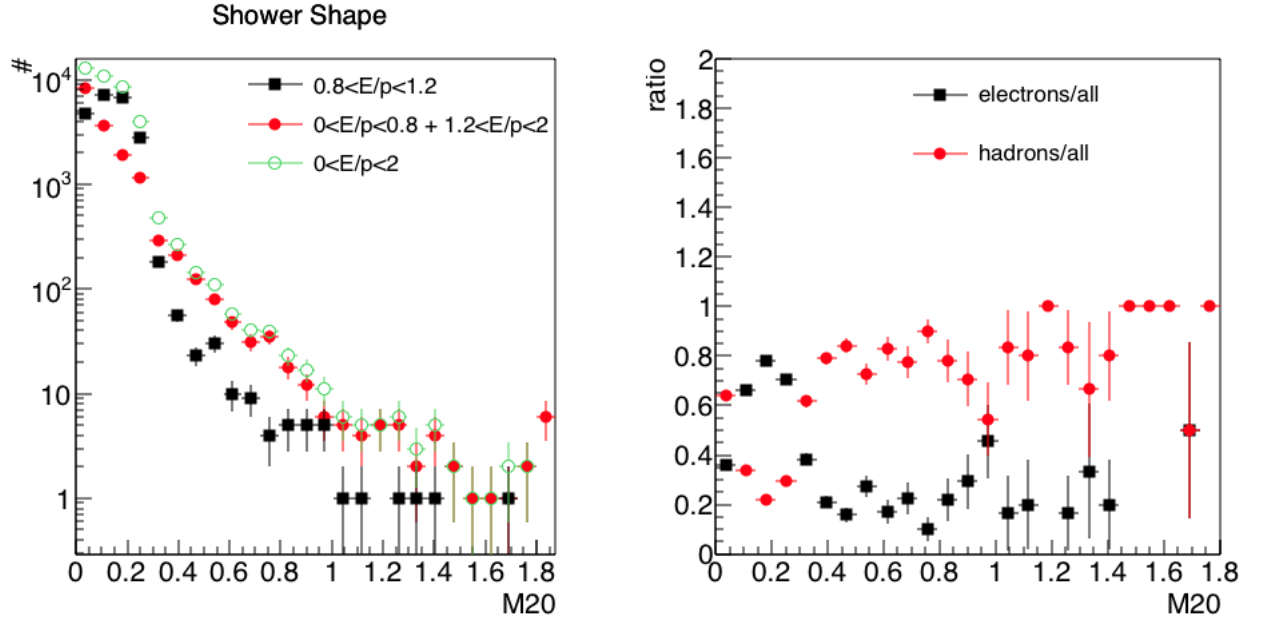 Shower Shape
#
10⁴
10³
10²
10
1
0 0.2 0.4 0.6 0.8 1 1.2 1.4 1.6 1.8
M20
0.8<E/p<1.2
0<E/p<0.8 + 1.2<E/p<2
0<E/p<2
ratio
2
1.8
1.6
1.4
1.2
1
0.8
0.6
0.4
0.2
0
0 0.2 0.4 0.6 0.8 1 1.2 1.4 1.6 1.8
M20
electrons/all
hadrons/all